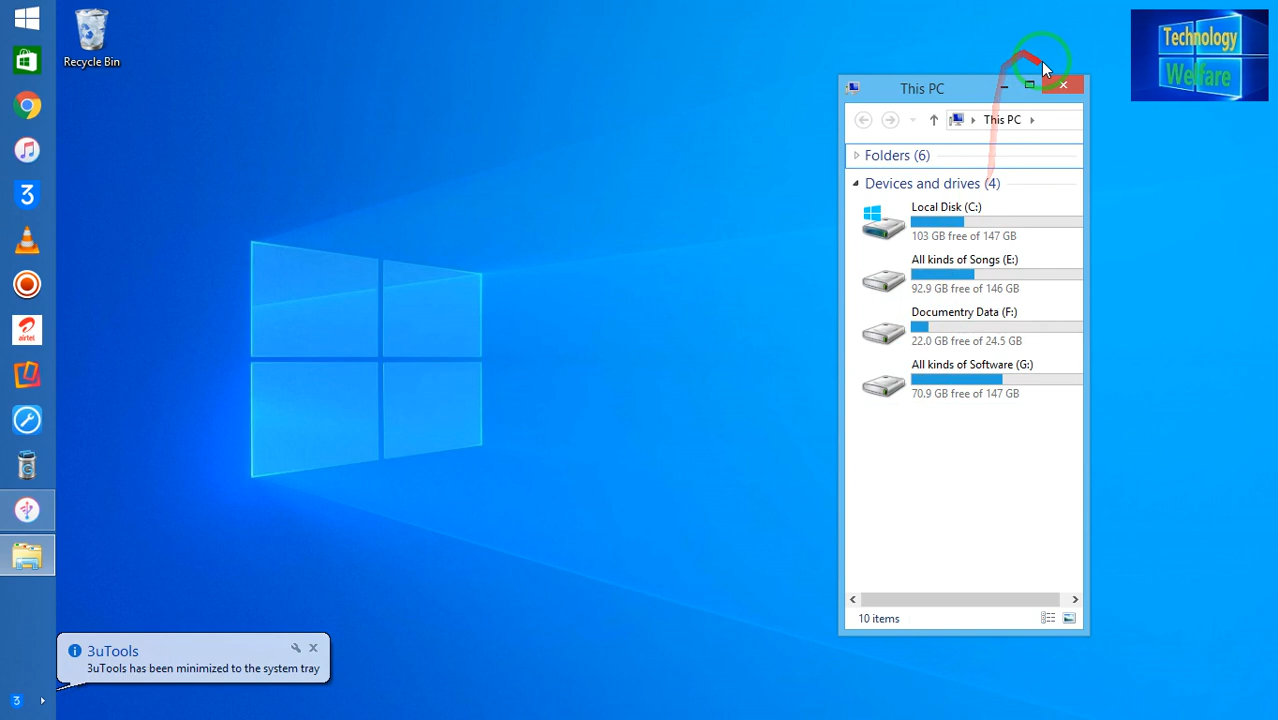 Recycle Bin
Technology
Welfare
This PC
This PC
Folders (6)
Devices and drives (4)
Local Disk (C:)
103 GB free of 147 GB
All kinds of Songs (E:)
92.9 GB free of 146 GB
Documentry Data (F:)
22.0 GB free of 24.5 GB
All kinds of Software (G:)
70.9 GB free of 147 GB
10 items
3
airtel
3uTools
3uTools has been minimized to the system tray
3